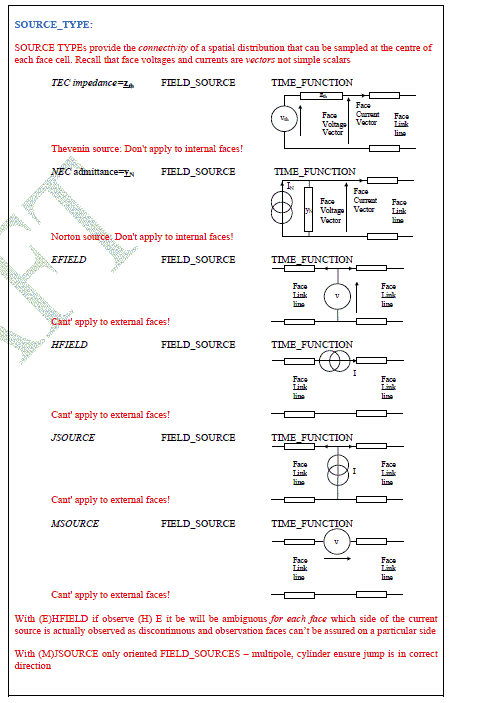 SOURCE_TYPE:
SOURCE TYPEs provide the connectivity of a spatial distribution that can be sampled at the centre of
each face cell. Recall that face voltages and currents are vectors not simple scalars
TEC impedance=Zth FIELD_SOURCE TIME_FUNCTION
Zth
Vth
Face
Voltage
Vector
Face
Current
Vector
Face
Link
line
Thevenin source: Don't apply to internal faces!
NEC admittance=YN FIELD_SOURCE TIME_FUNCTION
IN
YN
Face
Voltage
Vector
Face
Current
Vector
Face
Link
line
Norton source: Don't apply to internal faces!
EFIELD FIELD_SOURCE TIME_FUNCTION
Face
Link
line
V
Face
Link
line
Cant' apply to external faces!
HFIELD FIELD_SOURCE TIME_FUNCTION
I
Face
Link
line
Face
Link
line
Cant' apply to external faces!
JSOURCE FIELD_SOURCE TIME_FUNCTION
Face
Link
line
I
Face
Link
line
Cant' apply to external faces!
MSOURCE FIELD_SOURCE TIME_FUNCTION
V
Face
Link
line
Face
Link
line
Cant' apply to external faces!
With (E)HFIELD if observe (H) E it be will be ambiguous for each face which side of the current
source is actually observed as discontinuous and observation faces can't be assured on a particular side
With (M)JSOURCE only oriented FIELD_SOURCES – multipole, cylinder ensure jump is in correct
direction